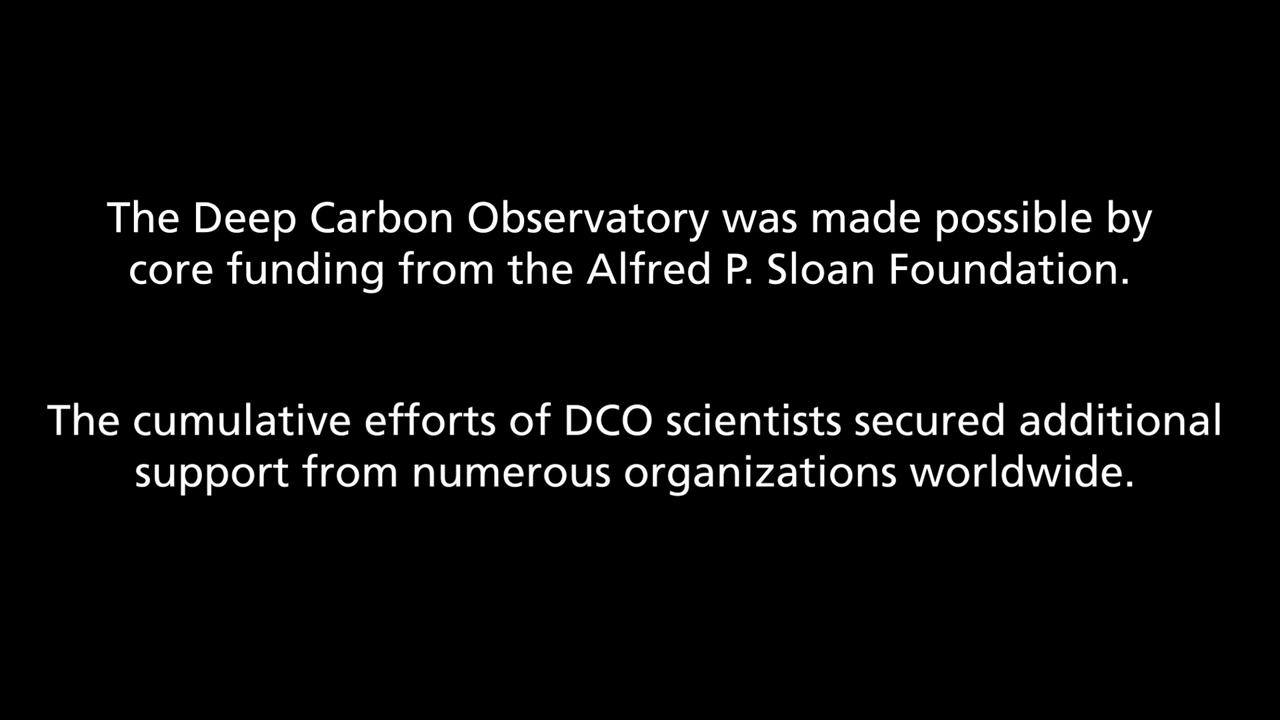 The Deep Carbon Observatory was made possible by
core funding from the Alfred P. Sloan Foundation.
The cumulative efforts of DCO scientists secured additional
support from numerous organizations worldwide.